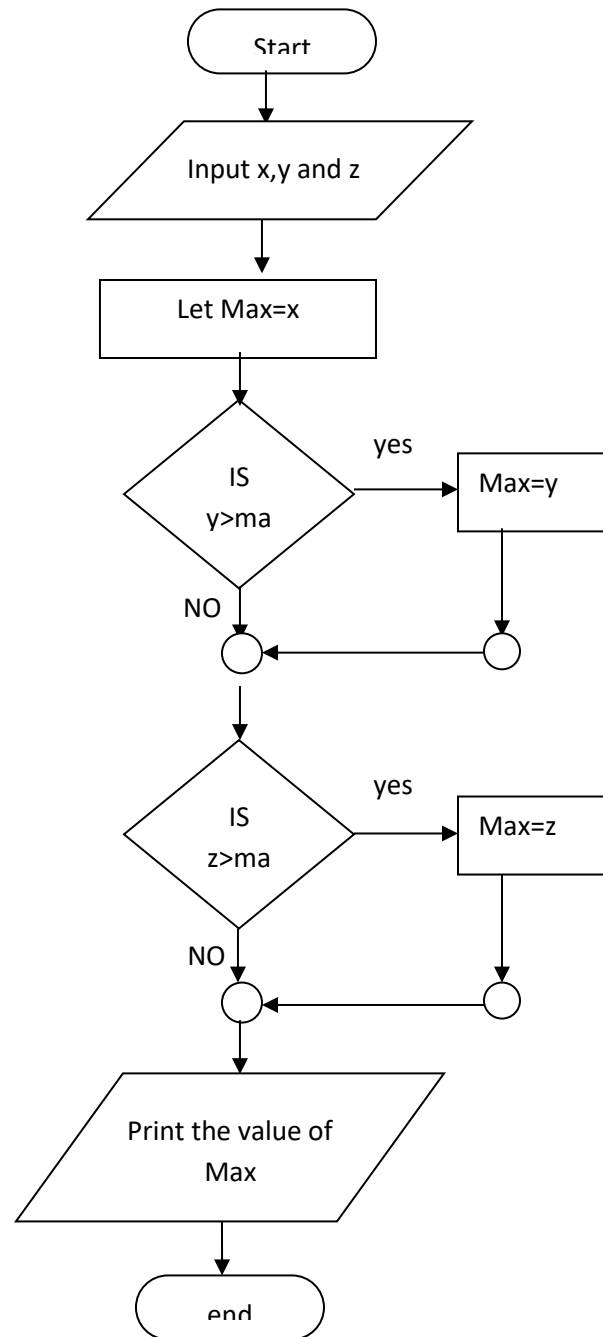 Start
Input x,y and z
Let Max=x
IS
y>ma
yes
Max=y
NO
IS
z>ma
yes
Max=z
NO
Print the value of
Max
end